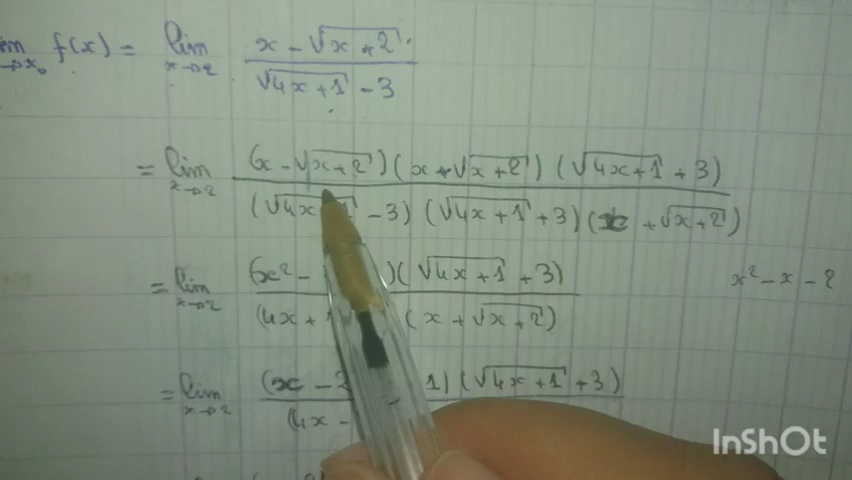 lim x→x₀ f(x) = lim x→2 (x - √(x+2)) / (√(4x+1) - 3)
= lim x→2 (x - √(x+2))(x + √(x+2))(√(4x+1) + 3) / (√(4x+1) - 3)(√(4x+1) + 3)(x + √(x+2))
= lim x→2 (x² - )(√(4x+1) + 3) / (4x + 1 (x + √(x+2))
x² - x - 2
= lim x→2 (x - 2 1)(√(4x+1) + 3) / (4x -
InShOt